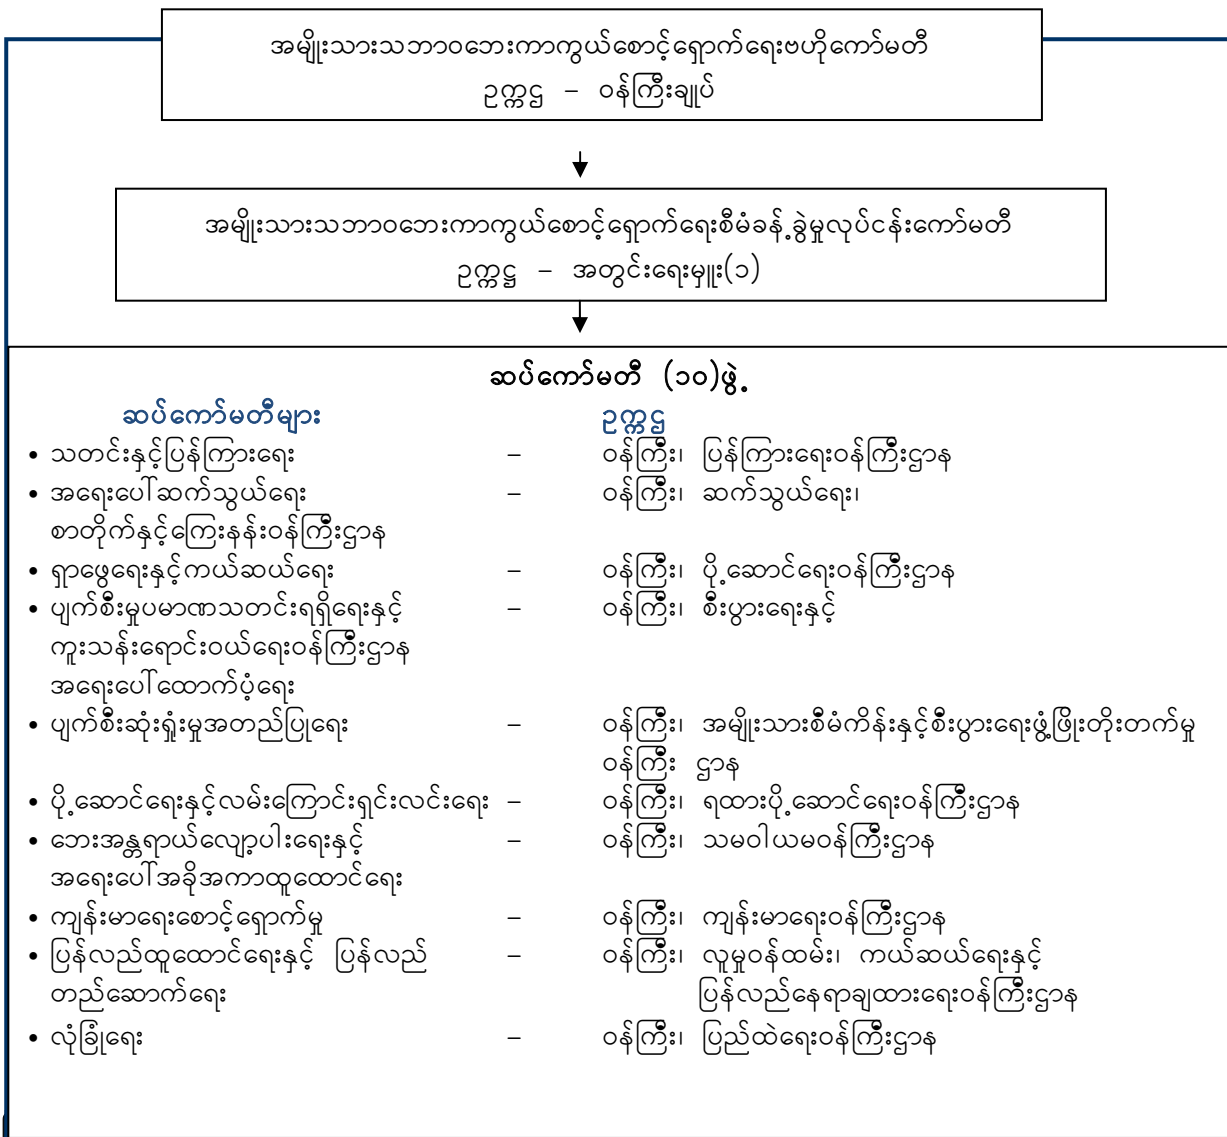 အမျိုးသားသဘာဝဘေးကာကွယ်စောင့်ရှောက်ရေးဗဟိုကော်မတီ
ဥက္ကဌ – ဝန်ကြီးချုပ်
အမျိုးသားသဘာဝဘေးကာကွယ်စောင့်ရှောက်ရေးစီမံခန့်ခွဲမှုလုပ်ငန်းကော်မတီ
ဥက္ကဋ္ဌ – အတွင်းရေးမှူး(၁)
ဆပ်ကော်မတီ (၁၀)ဖွဲ့
ဆပ်ကော်မတီများ ဥက္ကဌ
• သတင်းနှင့်ပြန်ကြားရေး – ဝန်ကြီး၊ ပြန်ကြားရေးဝန်ကြီးဌာန
• အရေးပေါ်ဆက်သွယ်ရေး – ဝန်ကြီး၊ ဆက်သွယ်ရေး၊
စာတိုက်နှင့်ကြေးနန်းဝန်ကြီးဌာန
• ရှာဖွေရေးနှင့်ကယ်ဆယ်ရေး – ဝန်ကြီး၊ ပို့ဆောင်ရေးဝန်ကြီးဌာန
• ပျက်စီးမှုပမာဏသတင်းရရှိရေးနှင့် – ဝန်ကြီး၊ စီးပွားရေးနှင့်
ကူးသန်းရောင်းဝယ်ရေးဝန်ကြီးဌာန
အရေးပေါ်ထောက်ပံ့ရေး
• ပျက်စီးဆုံးရှုံးမှုအတည်ပြုရေး – ဝန်ကြီး၊ အမျိုးသားစီမံကိန်းနှင့်စီးပွားရေးဖွံ့ဖြိုးတိုးတက်မှု
ဝန်ကြီး ဌာန
• ပို့ဆောင်ရေးနှင့်လမ်းကြောင်းရှင်းလင်းရေး – ဝန်ကြီး၊ ရထားပို့ဆောင်ရေးဝန်ကြီးဌာန
• ဘေးအန္တရာယ်လျော့ပါးရေးနှင့် – ဝန်ကြီး၊ သမဝါယမဝန်ကြီးဌာန
အရေးပေါ်အခိုအကာထူထောင်ရေး
• ကျန်းမာရေးစောင့်ရှောက်မှု – ဝန်ကြီး၊ ကျန်းမာရေးဝန်ကြီးဌာန
• ပြန်လည်ထူထောင်ရေးနှင့် ပြန်လည် – ဝန်ကြီး၊ လူမှုဝန်ထမ်း၊ ကယ်ဆယ်ရေးနှင့်
တည်ဆောက်ရေး ပြန်လည်နေရာချထားရေးဝန်ကြီးဌာန
• လုံခြုံရေး – ဝန်ကြီး၊ ပြည်ထဲရေးဝန်ကြီးဌာန